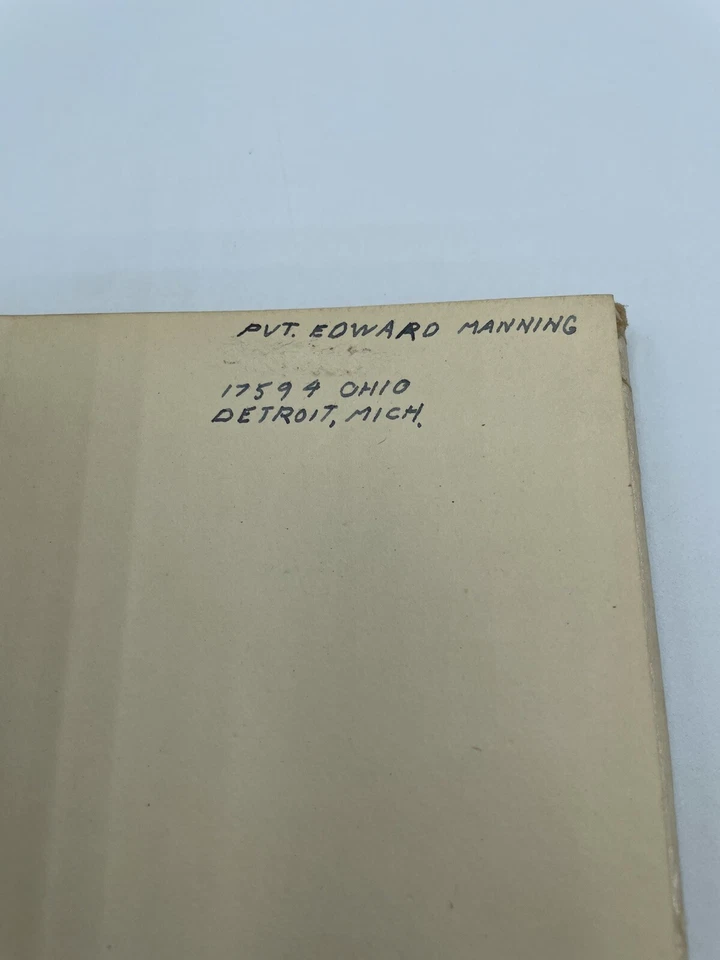 PVT. EDWARD MANNING
17594 OHIO
DETROIT, MICH.